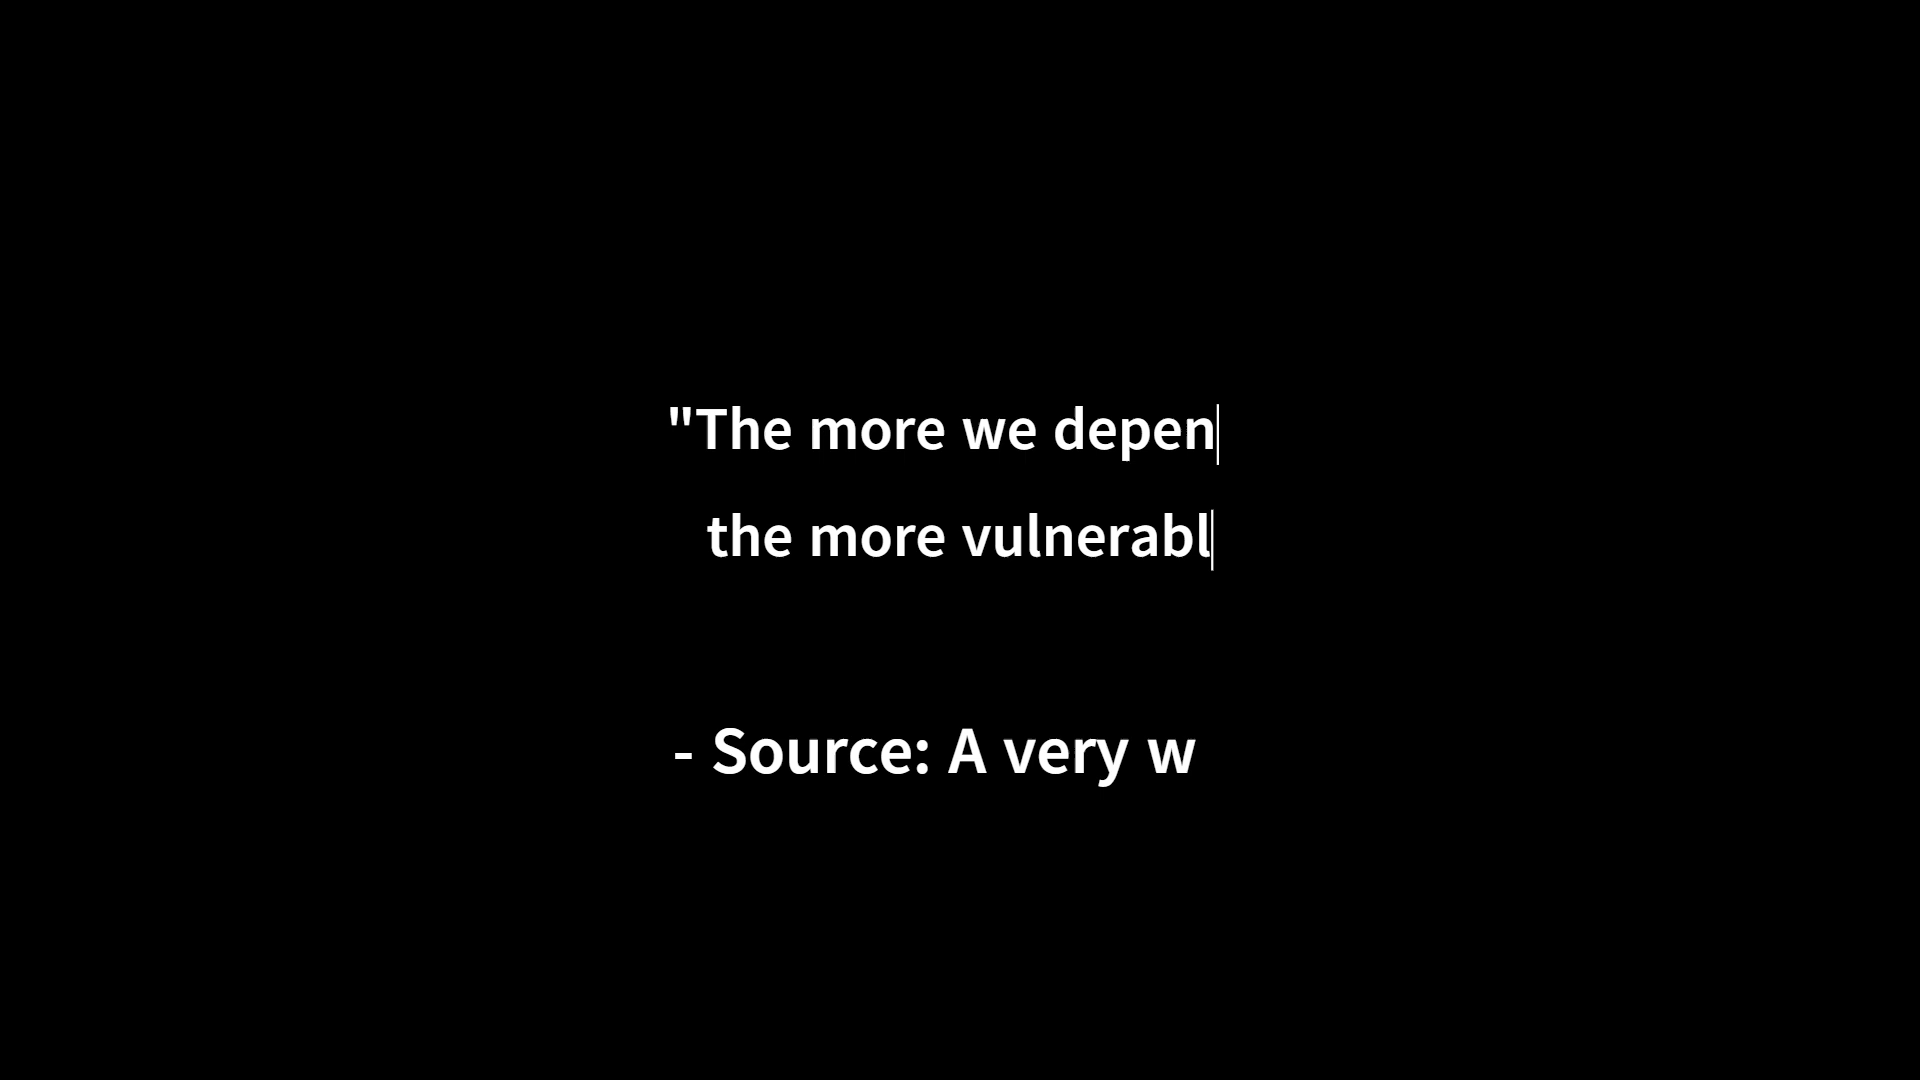 "The more we depen
the more vulnerabl
- Source: A very w